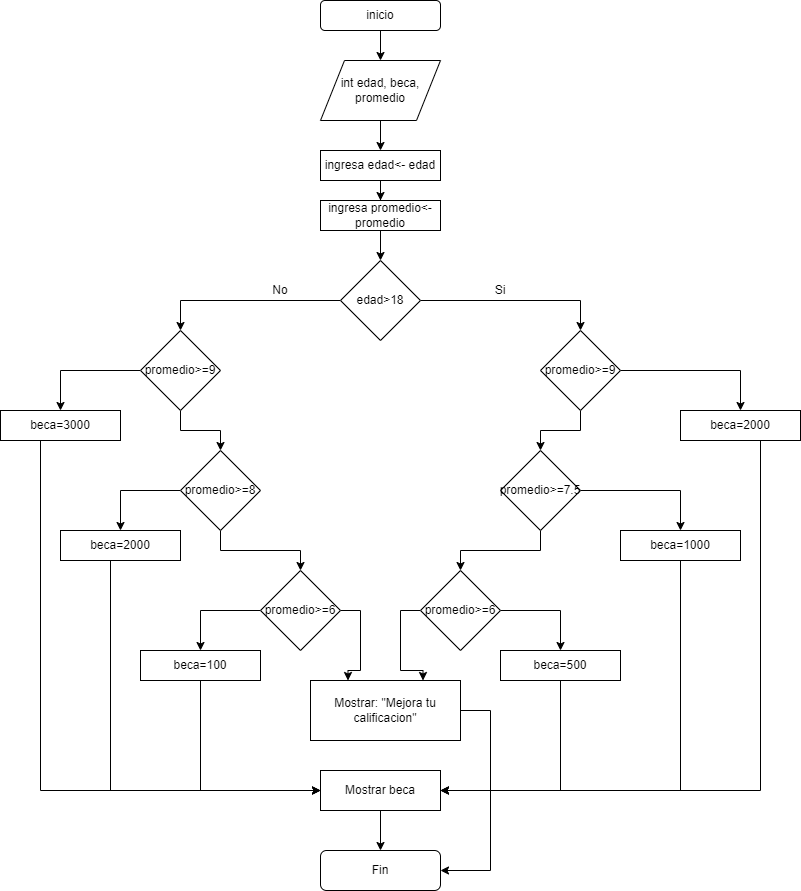 inicio
int edad, beca,
promedio
ingresa edad<- edad
ingresa promedio<-
promedio
edad>18
No
Si
promedio>=9
promedio>=9
beca=3000
beca=2000
promedio>=8
promedio>=7.5
beca=2000
beca=1000
promedio>=6
promedio>=6
beca=100
beca=500
Mostrar: "Mejora tu
calificacion"
Mostrar beca
Fin